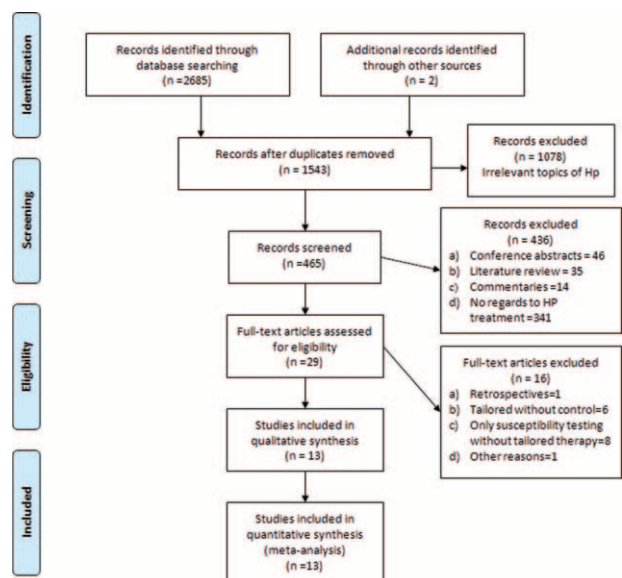 Identification
Records identified through
database searching
(n =2685)
Additional records identified
through other sources
(n = 2)
Records after duplicates removed
(n = 1543)
Records excluded
(n = 1078)
Irrelevant topics of Hp
Screening
Records screened
(n =465)
Records excluded
(n = 436)
a) Conference abstracts = 46
b) Literature review = 35
c) Commentaries =14
d) No regards to HP
treatment =341
Eligibility
Full-text articles assessed
for eligibility
(n =29)
Full-text articles excluded
(n = 16)
a) Retrospectives=1
b) Tailored without control=6
c) Only susceptibility testing
without tailored therapy=8
d) Other reasons=1
Studies included in
qualitative synthesis
(n = 13)
Included
Studies included in
quantitative synthesis
(meta-analysis)
(n =13)